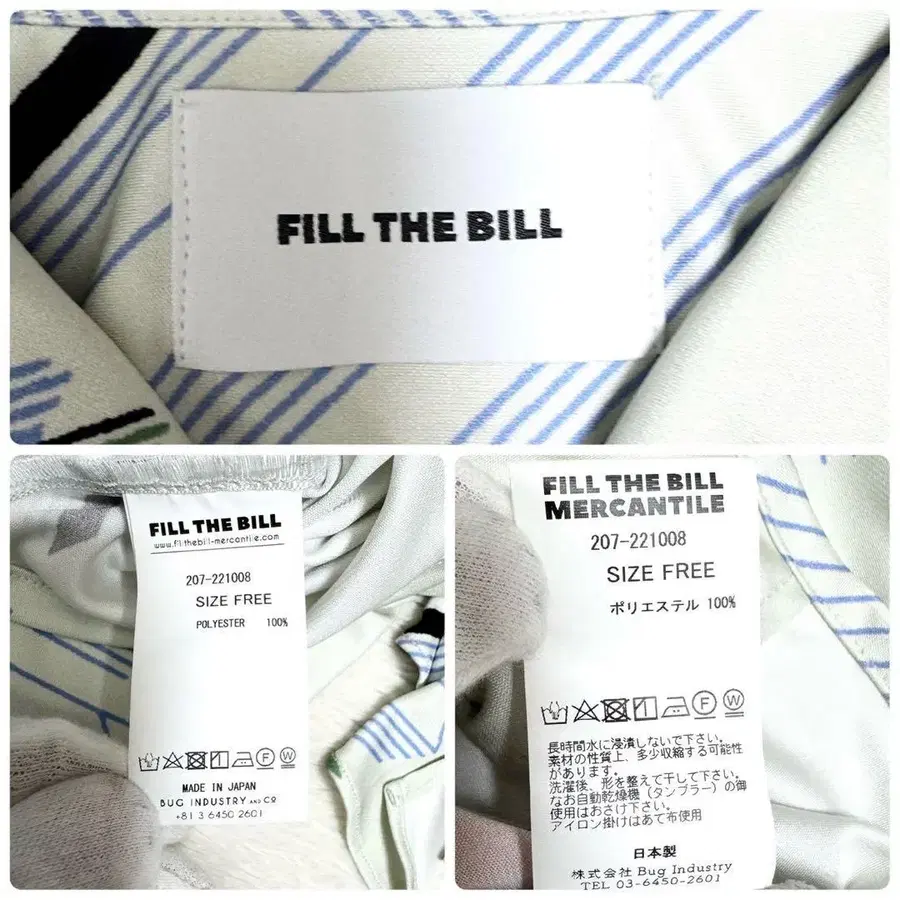 FILL THE BILL
FILL THE BILL
www.fillthebill-mercantile.com
207-221008
SIZE FREE
POLYESTER 100%
MADE IN JAPAN
BUG INDUSTRY AND CO
+81 3 6450 2601
FILL THE BILL
MERCANTILE
207-221008
SIZE FREE
ポリエステル 100%
長時間水に浸漬しないで下さい。
素材の性質上、多少収縮する可能性
があります。
洗濯後、形を整えて干して下さい。
なお自動乾燥機（タンブラー）の御
使用はおさけ下さい。
アイロン掛けはあて布使用
日本製
株式会社 Bug Industry
TEL 03-6450-2601